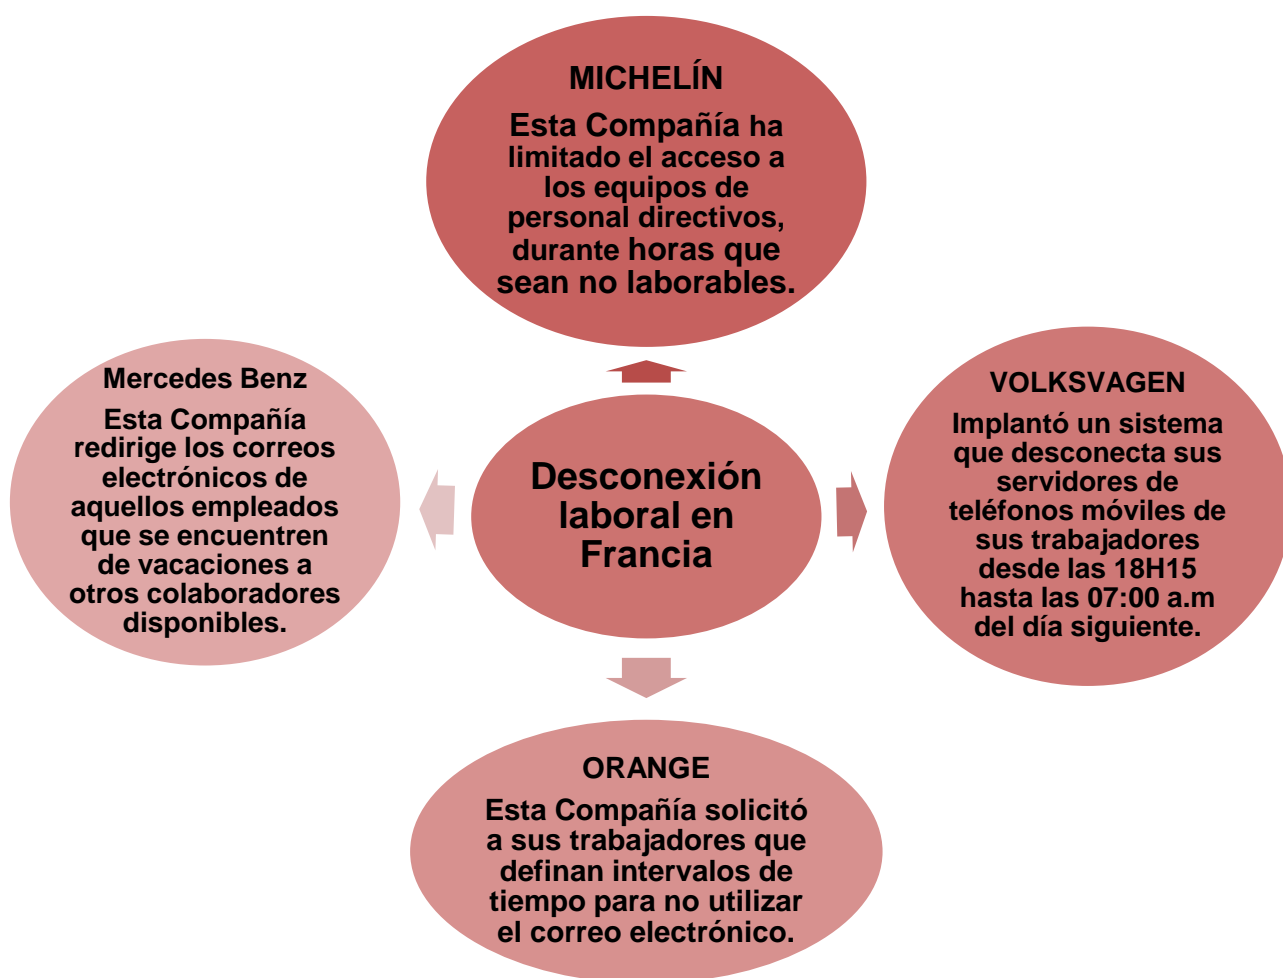 MICHELÍN
Esta Compañía ha
limitado el acceso a
los equipos de
personal directivos,
durante horas que
sean no laborables.
Mercedes Benz
Esta Compañía
redirige los correos
electrónicos de
aquellos empleados
que se encuentren
de vacaciones a
otros colaboradores
disponibles.
Desconexión
laboral en
Francia
VOLKSVAGEN
Implantó un sistema
que desconecta sus
servidores de
teléfonos móviles de
sus trabajadores
desde las 18H15
hasta las 07:00 a.m
del día siguiente.
ORANGE
Esta Compañía solicitó
a sus trabajadores que
definan intervalos de
tiempo para no utilizar
el correo electrónico.